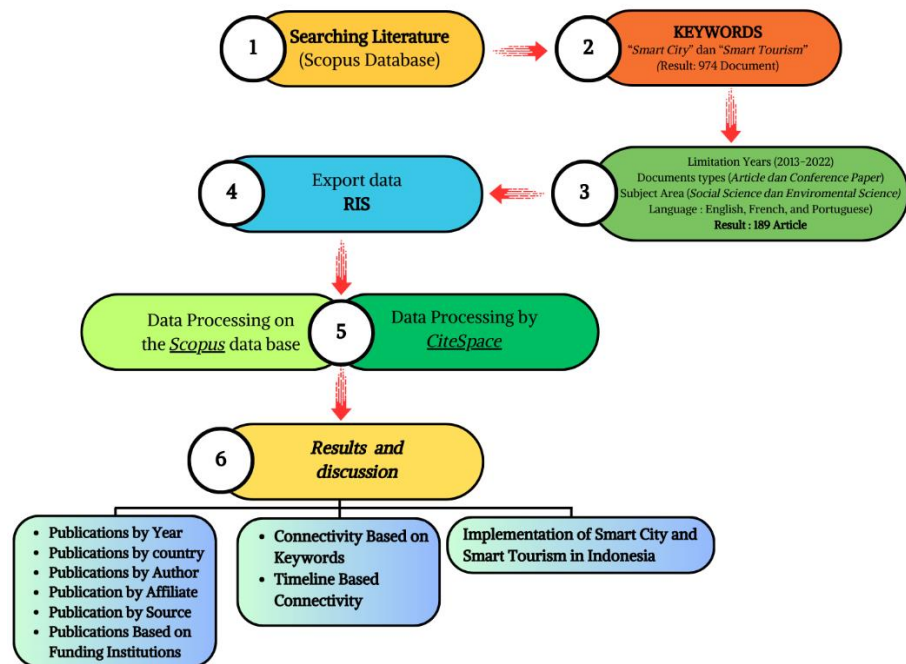 1
Searching Literature
(Scopus Database)
2
KEYWORDS
“Smart City” dan “Smart Tourism”
(Result: 974 Document)
3
Limitation Years (2013-2022)
Documents types (Article dan Conference Paper)
Subject Area (Social Science dan Enviromental Science)
Language : English, French, and Portuguese)
Result : 189 Article
4
Export data
RIS
5
Data Processing on
the Scopus data base
Data Processing by
CiteSpace
6
Results and
discussion
• Publications by Year
• Publications by country
• Publications by Author
• Publication by Affiliate
• Publication by Source
• Publications Based on
Funding Institutions
• Connectivity Based on
Keywords
• Timeline Based
Connectivity
Implementation of Smart City and
Smart Tourism in Indonesia